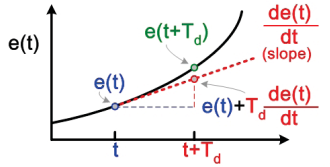 e(t)
e(t+T_d)
de(t)
dt
(slope)
e(t)
e(t)+T_d de(t)
dt
t
t+T_d